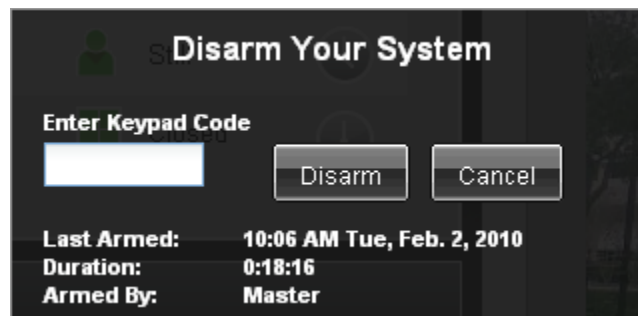 Disarm Your System
Enter Keypad Code
Closed
Disarm
Cancel
Last Armed: 10:06 AM Tue, Feb. 2, 2010
Duration: 0:18:16
Armed By: Master